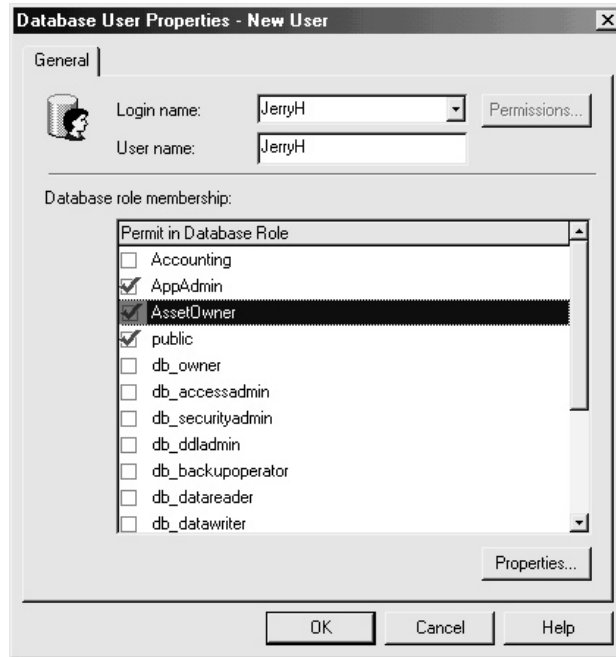 Database User Properties - New User
General
Login name: JerryH Permissions...
User name: JerryH
Database role membership:
Permit in Database Role
Accounting
AppAdmin
AssetOwner
public
db_owner
db_accessadmin
db_securityadmin
db_ddladmin
db_backupoperator
db_datareader
db_datawriter
Properties...
OK Cancel Help